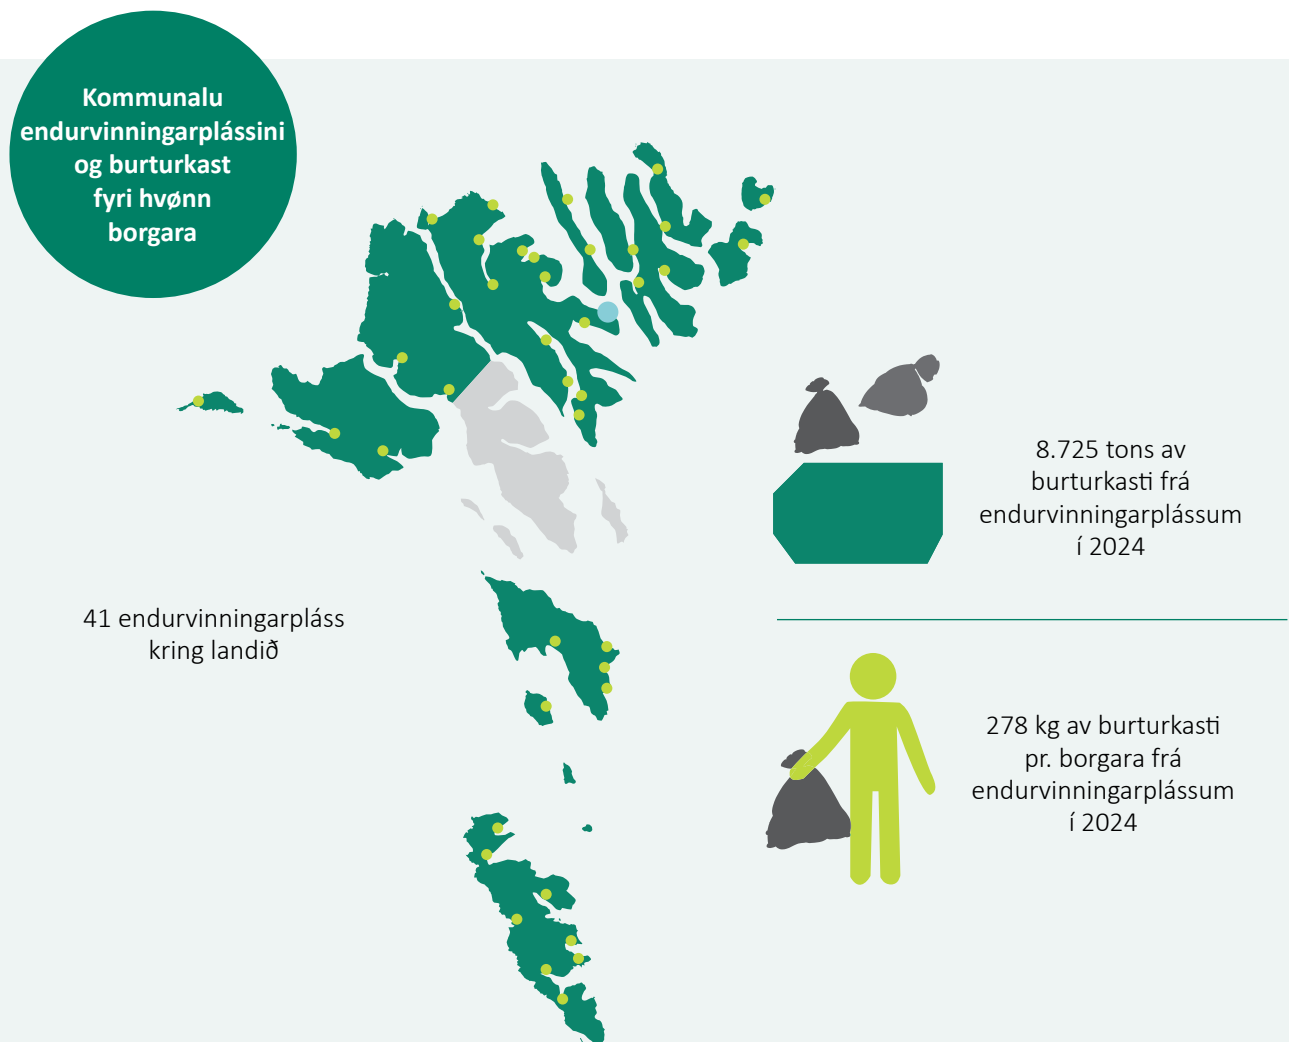 Kommunalu
endurvinningarplássini
og burturkast
fyri hvønn
borgara
8.725 tons av
burturkasti frá
endurvinningarplássum
í 2024
41 endurvinningarpláss
kring landið
278 kg av burturkasti
pr. borgara frá
endurvinningarplássum
í 2024